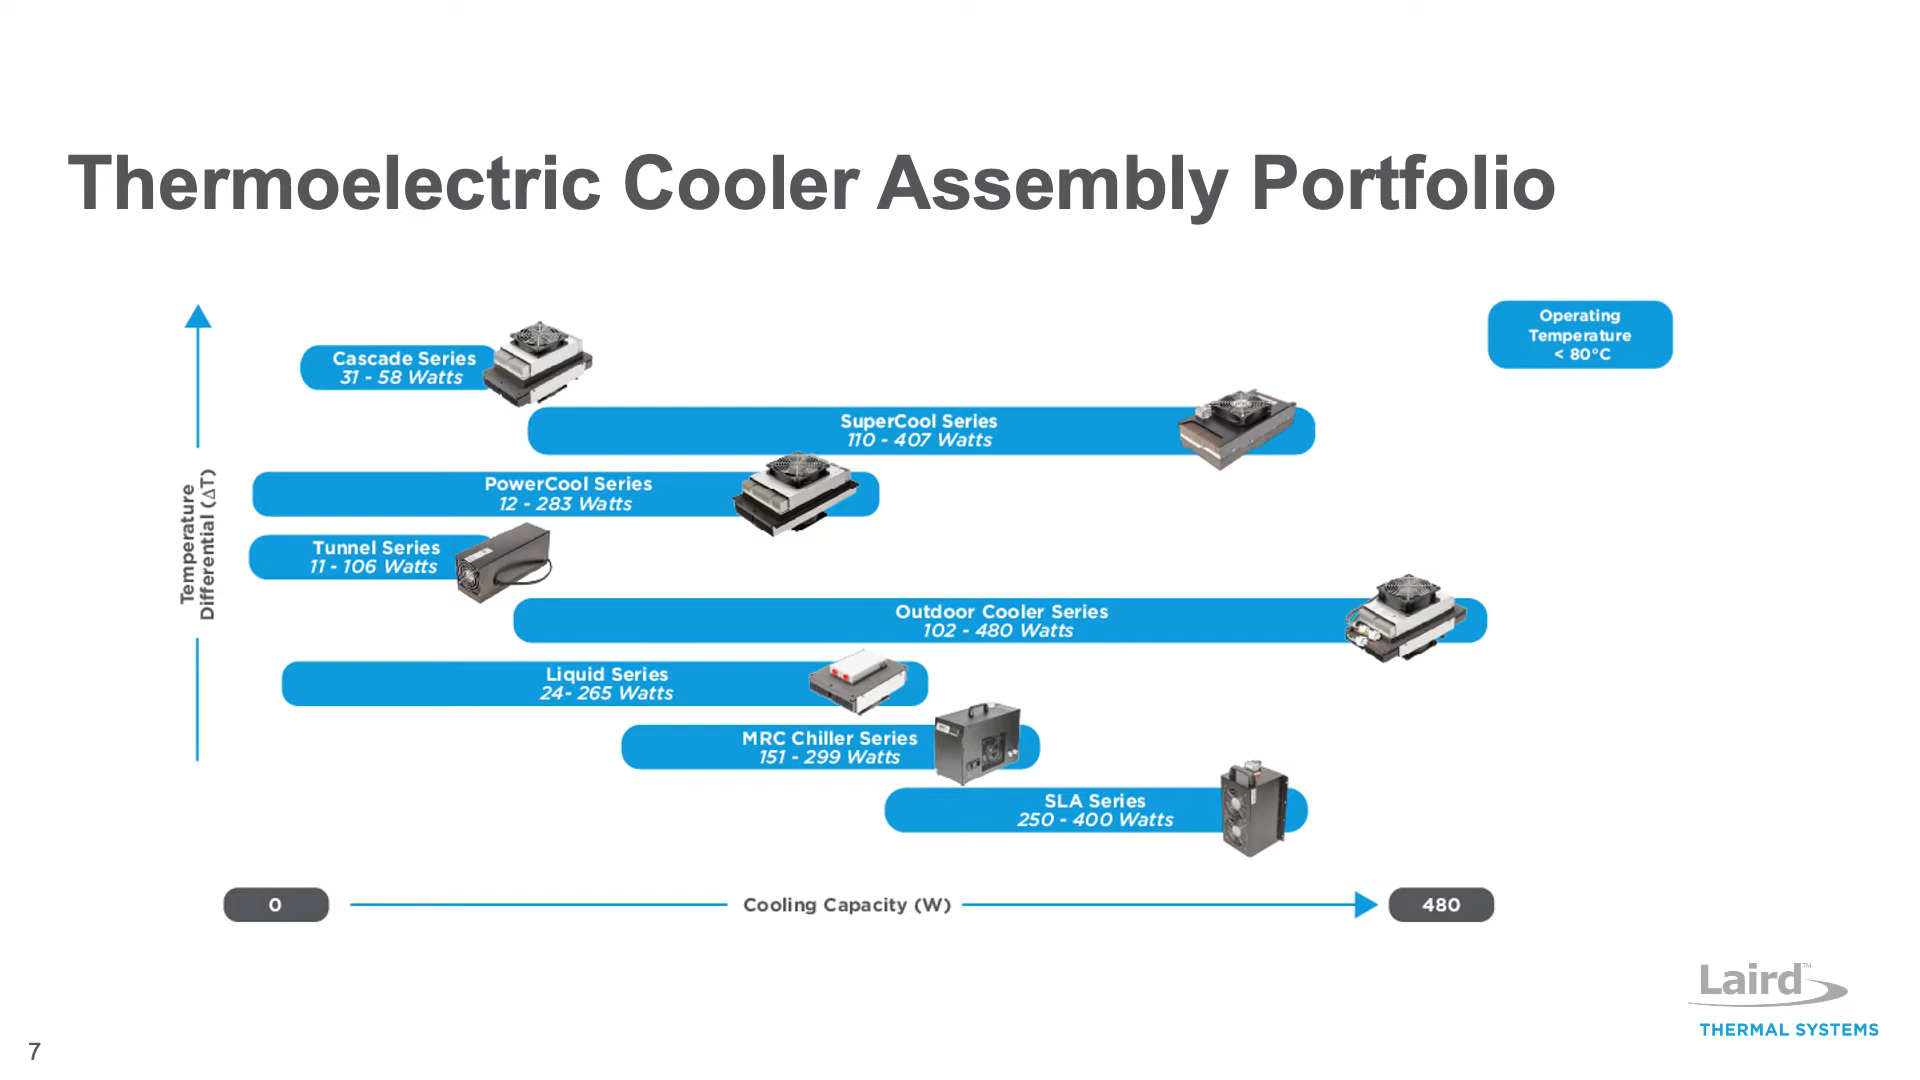 Thermoelectric Cooler Assembly Portfolio
Operating
Temperature
< 80°C
Cascade Series
31 - 58 Watts
SuperCool Series
110 - 407 Watts
PowerCool Series
12 - 283 Watts
Temperature
Differential (ΔT)
Tunnel Series
11 - 106 Watts
Outdoor Cooler Series
102 - 480 Watts
Liquid Series
24- 265 Watts
MRC Chiller Series
151 - 299 Watts
SLA Series
250 - 400 Watts
0
Cooling Capacity (W)
480
Laird™
THERMAL SYSTEMS
7